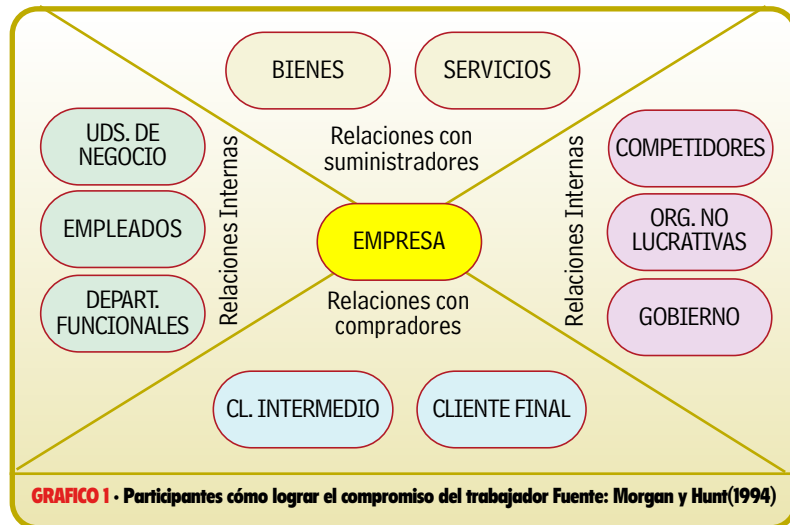 BIENES
SERVICIOS
Relaciones con
suministradores
UDS. DE
NEGOCIO
EMPLEADOS
DEPART.
FUNCIONALES
Relaciones Internas
EMPRESA
Relaciones Internas
COMPETIDORES
ORG. NO
LUCRATIVAS
GOBIERNO
Relaciones con
compradores
CL. INTERMEDIO
CLIENTE FINAL
GRAFICO 1 · Participantes cómo lograr el compromiso del trabajador Fuente: Morgan y Hunt(1994)